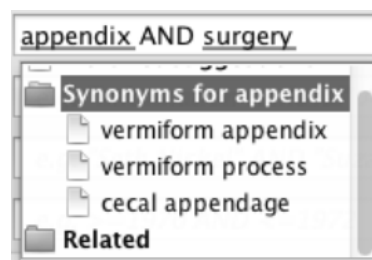 appendix AND surgery
Synonyms for appendix
vermiform appendix
vermiform process
cecal appendage
Related